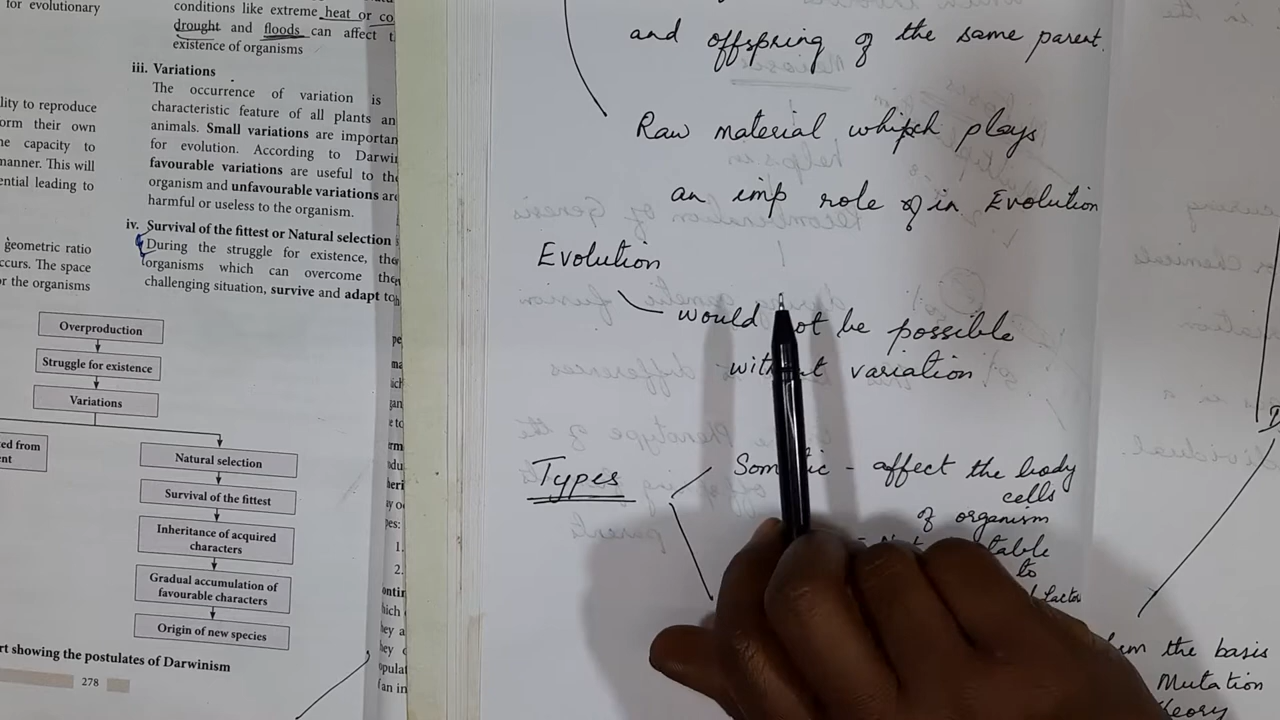 for evolutionary
lity to reproduce
orm their own
ne capacity to
manner. This will
ential leading to
geometric ratio
ccurs. The space
or the organisms
conditions like extreme heat or co
drought and floods can affect t
existence of organisms
iii. Variations
The occurrence of variation is
characteristic feature of all plants an
animals. Small variations are importan
for evolution. According to Darwi
favourable variations are useful to the
organism and unfavourable variations are
harmful or useless to the organism.
iv. Survival of the fittest or Natural selection
During the struggle for existence, the
organisms which can overcome the
challenging situation, survive and adapt to
Overproduction
Struggle for existence
Variations
ed from
nt
Natural selection
Survival of the fittest
Inheritance of acquired
characters
Gradual accumulation of
favourable characters
Origin of new species
rt showing the postulates of Darwinism
278
and offspring of the same parent.
Raw material which plays
an imp role of in Evolution
Evolution
would not be possible
without variation
Types
Somatic - affect the body
cells
of organism
table
to
the basis
Mutation